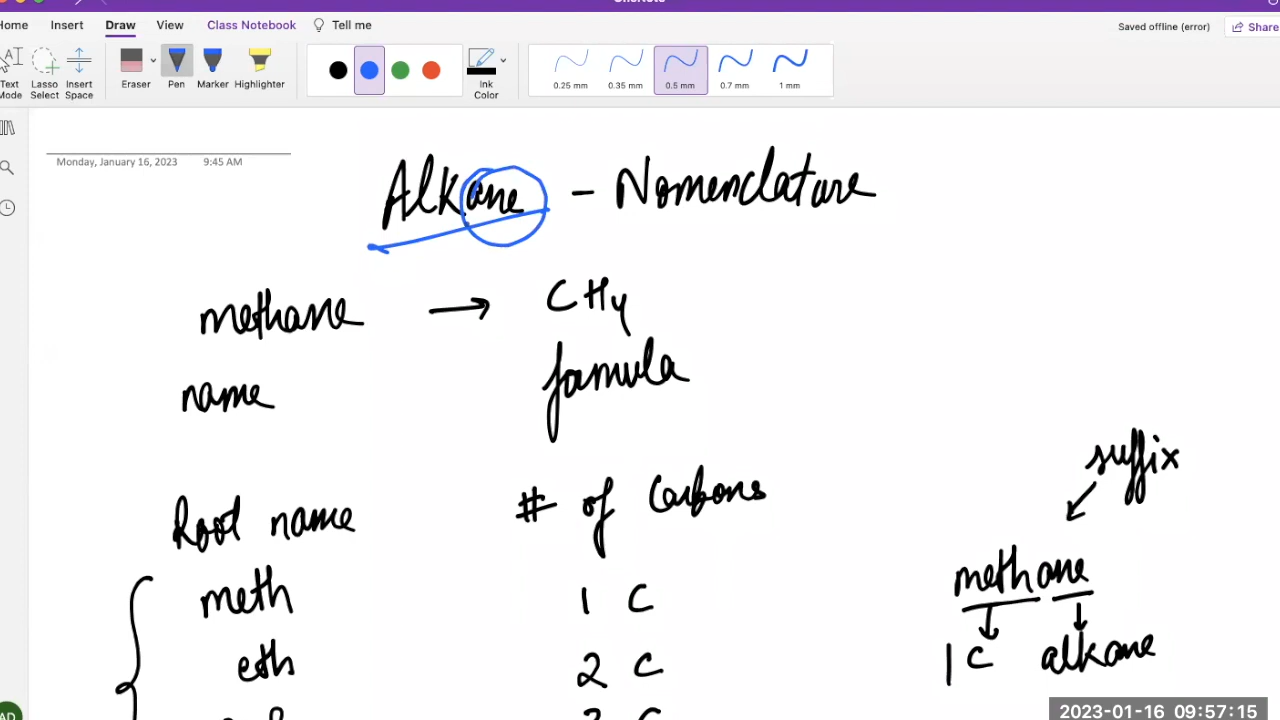 OneNote
Home Insert Draw View Class Notebook Tell me
Saved offline (error) Share
Text Mode
Lasso Select
Insert Space
Eraser
Pen
Marker
Highlighter
Ink Color
0.25 mm 0.35 mm 0.5 mm 0.7 mm 1 mm
Monday, January 16, 2023 9:45 AM
Alkane - Nomenclature
methane → CH4
name formula
suffix
Root name # of Carbons
methane
meth 1 C
1 C alkane
eth 2 C
AD
2023-01-16 09:57:15